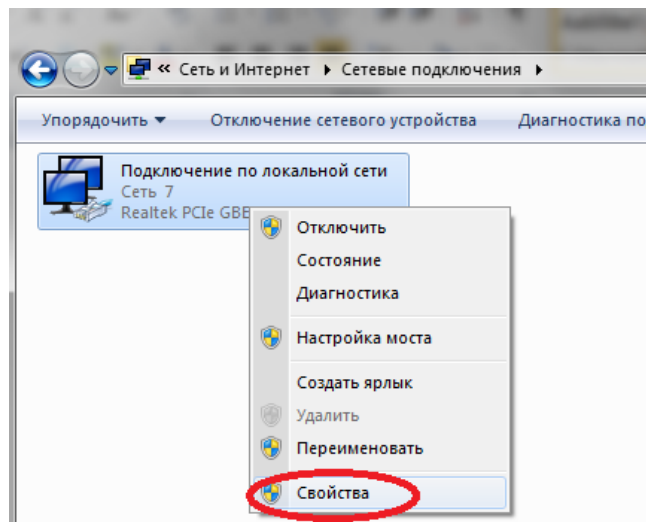 « Сеть и Интернет Сетевые подключения
Упорядочить Отключение сетевого устройства Диагностика по
Подключение по локальной сети
Сеть 7
Realtek PCIe GBE
Отключить
Состояние
Диагностика
Настройка моста
Создать ярлык
Удалить
Переименовать
Свойства